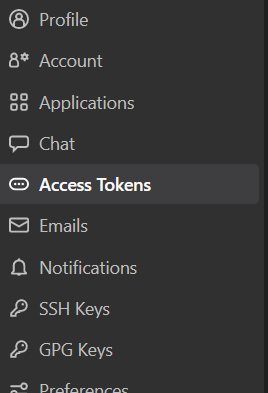 Profile
Account
Applications
Chat
Access Tokens
Emails
Notifications
SSH Keys
GPG Keys
Preferences